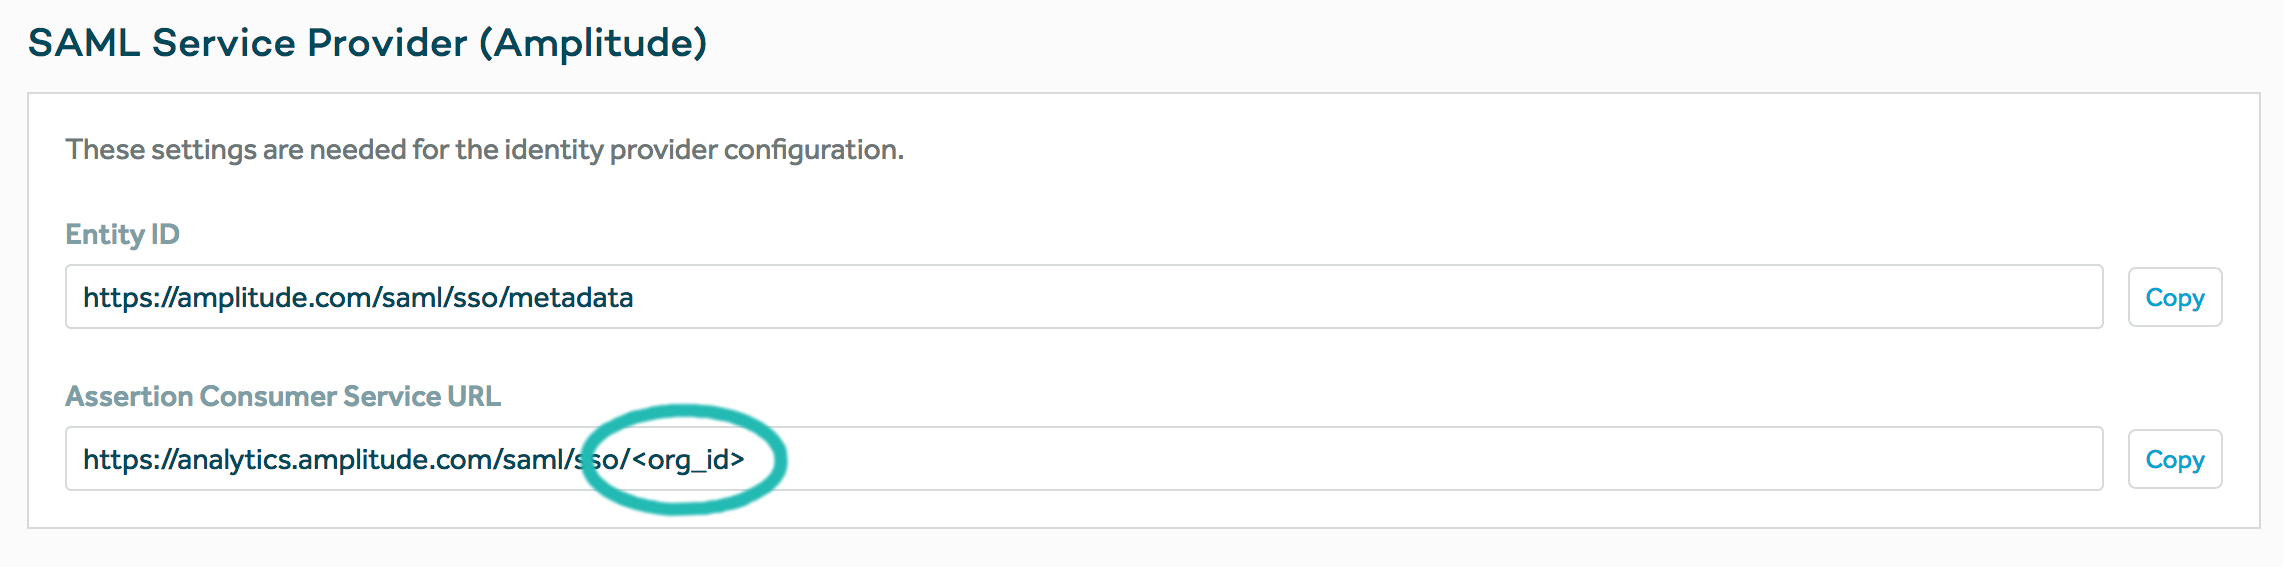 SAML Service Provider (Amplitude)
These settings are needed for the identity provider configuration.
Entity ID
https://amplitude.com/saml/sso/metadata
Copy
Assertion Consumer Service URL
https://analytics.amplitude.com/saml/sso/<org_id>
Copy